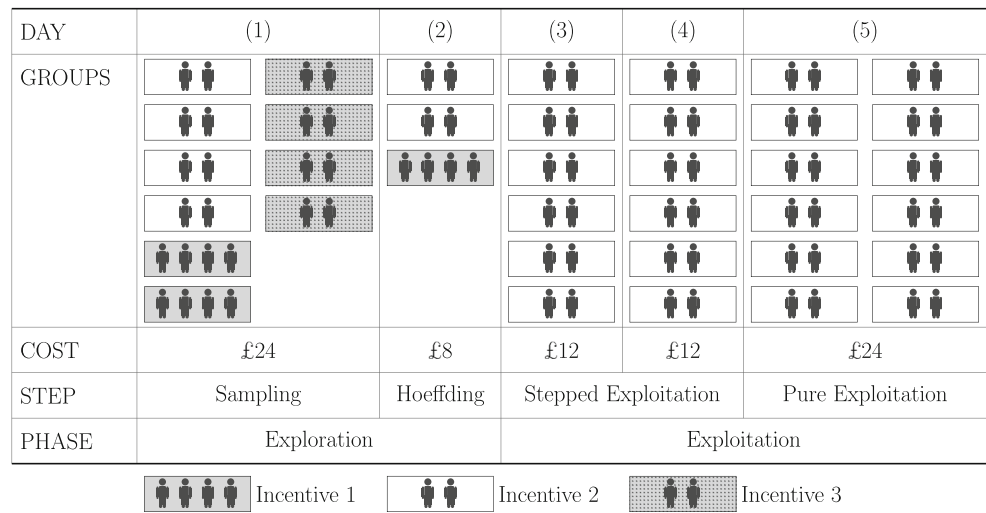 DAY (1) (2) (3) (4) (5)
GROUPS
COST £24 £8 £12 £12 £24
STEP Sampling Hoeffding Stepped Exploitation Pure Exploitation
PHASE Exploration Exploitation
Incentive 1 Incentive 2 Incentive 3